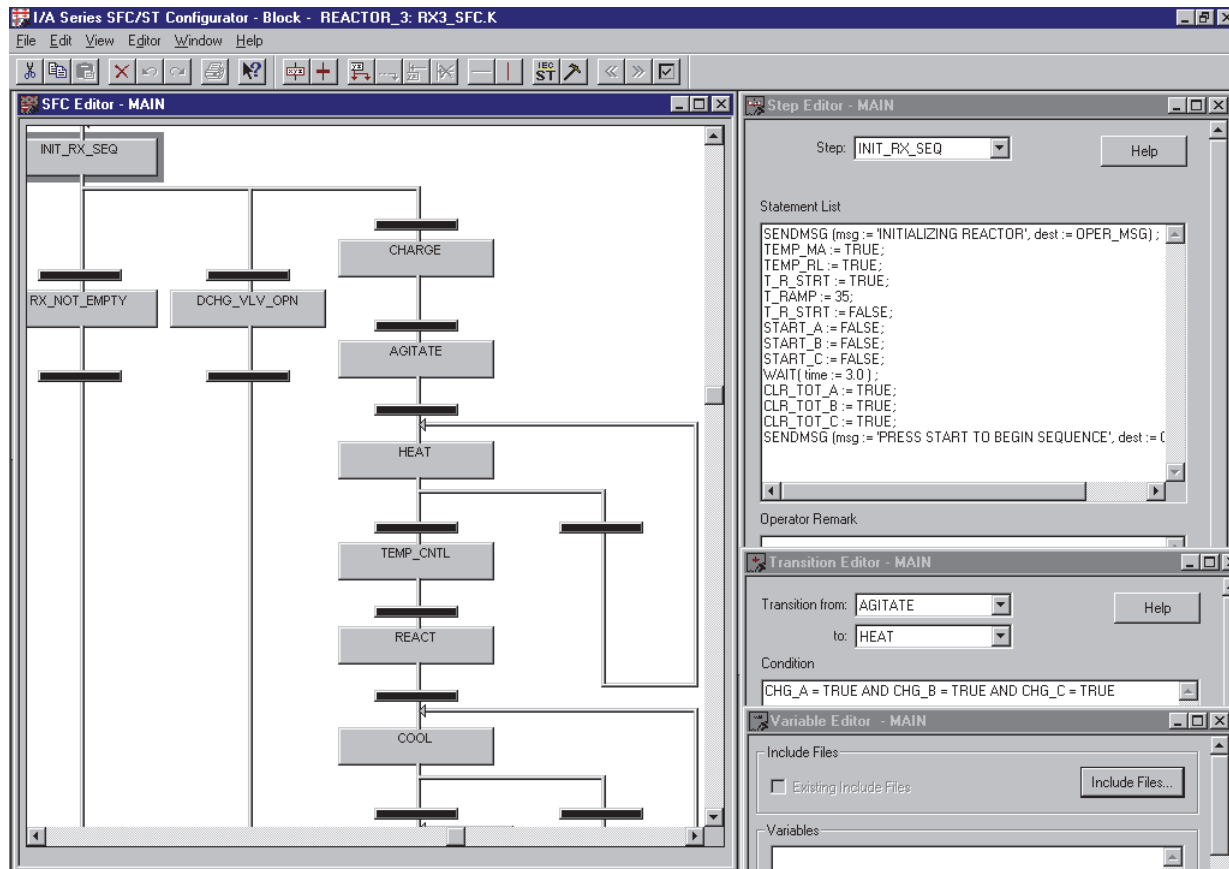 I/A Series SFC/ST Configurator - Block - REACTOR_3: RX3_SFC.K
File Edit View Editor Window Help
XYZ
IEC
ST
SFC Editor - MAIN
INIT_RX_SEQ
CHARGE
RX_NOT_EMPTY
DCHG_VLV_OPN
AGITATE
HEAT
TEMP_CNTL
REACT
COOL
Step Editor - MAIN
Step: INIT_RX_SEQ
Help
Statement List
SENDMSG (msg := 'INITIALIZING REACTOR', dest := OPER_MSG) ;
TEMP_MA := TRUE;
TEMP_RL := TRUE;
T_R_STRT := TRUE;
T_RAMP := 35;
T_R_STRT := FALSE;
START_A := FALSE;
START_B := FALSE;
START_C := FALSE;
WAIT( time := 3.0 ) ;
CLR_TOT_A := TRUE;
CLR_TOT_B := TRUE;
CLR_TOT_C := TRUE;
SENDMSG (msg := 'PRESS START TO BEGIN SEQUENCE', dest :=
Operator Remark
Transition Editor - MAIN
Transition from: AGITATE
Help
to: HEAT
Condition
CHG_A = TRUE AND CHG_B = TRUE AND CHG_C = TRUE
Variable Editor - MAIN
Include Files
Existing Include Files
Include Files...
Variables